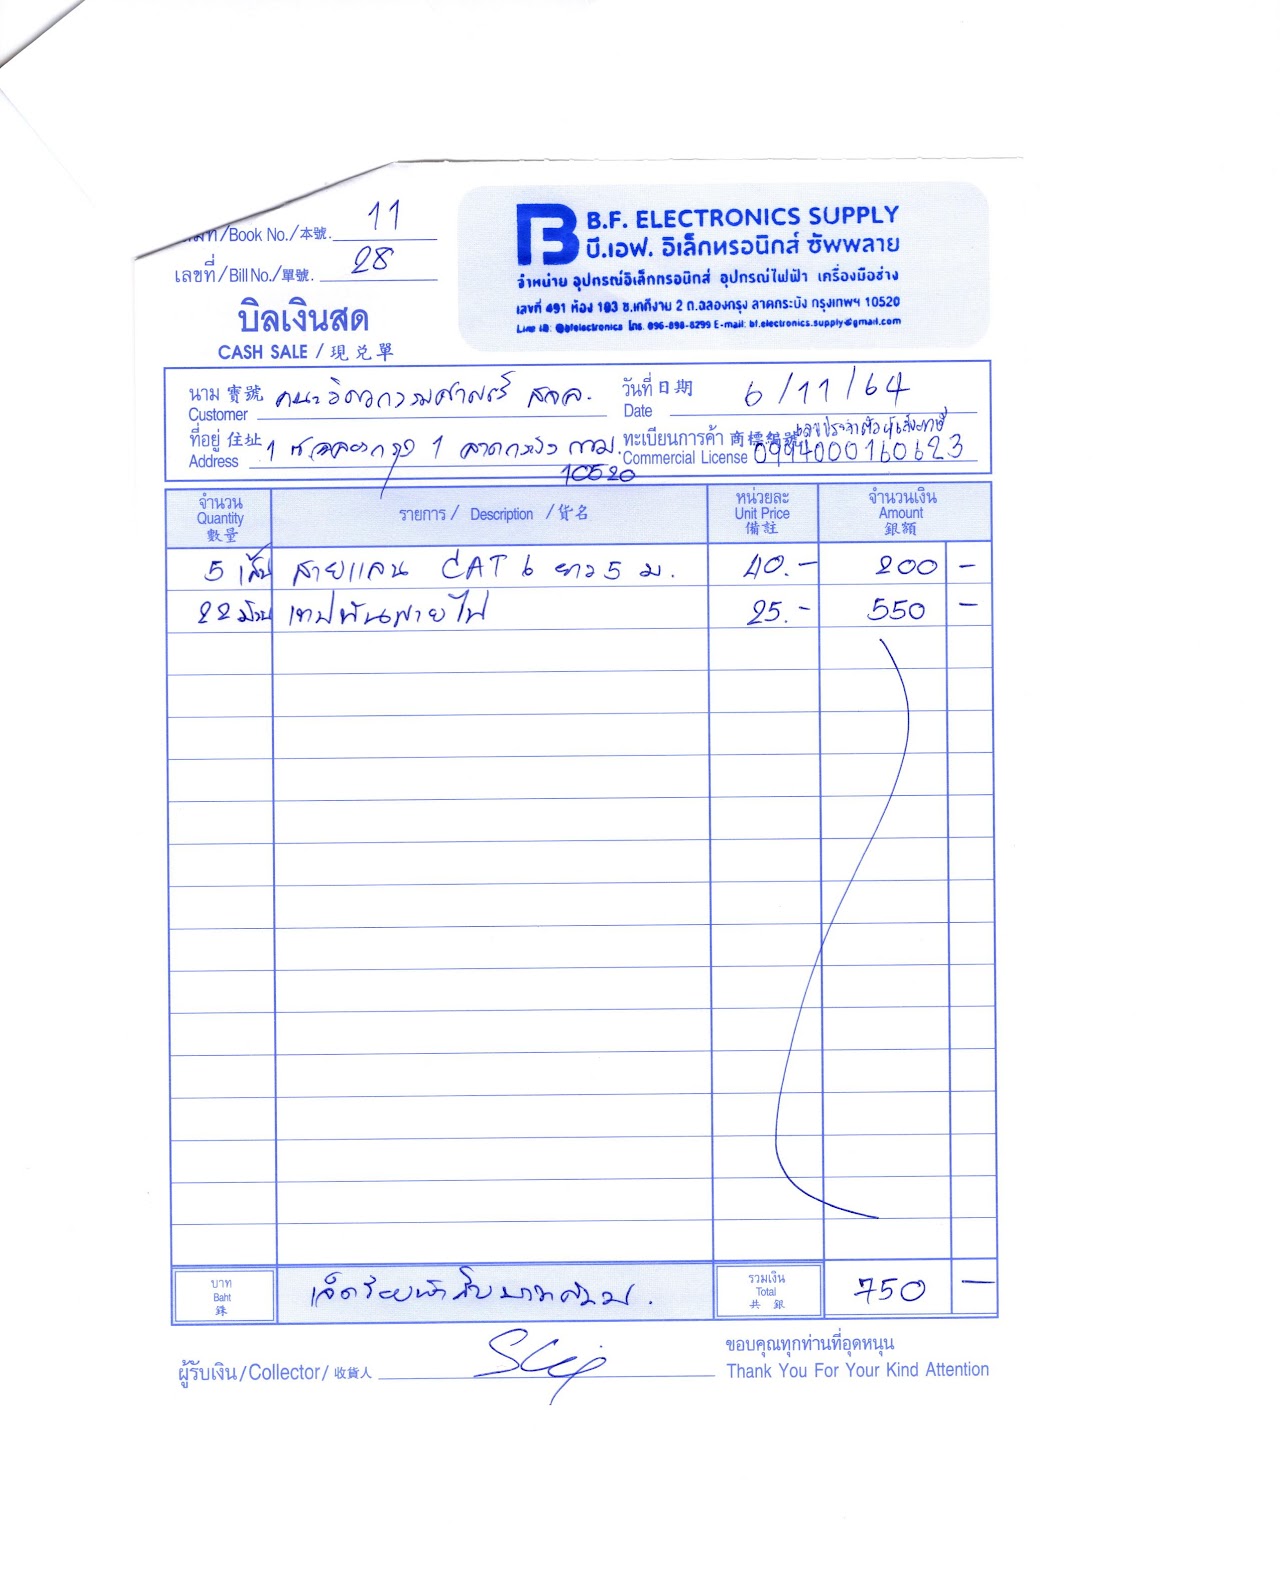 11
/Book No./本號.
เลขที่/Bill No./單號. 28
บิลเงินสด
CASH SALE / 現兌單
B.F. ELECTRONICS SUPPLY
บี.เอฟ. อิเล็กทรอนิกส์ ซัพพลาย
จำหน่าย อุปกรณ์อิเล็กทรอนิกส์ อุปกรณ์ไฟฟ้า เครื่องมือช่าง
เลขที่ 491 ห้อง 103 ซ.เคหีงาม 2 ถ.ฉลองกรุง ลาดกระบัง กรุงเทพฯ 10520
Line ID: @bfelectronics โทร. 096-898-8299 E-mail: bf.electronics.supply@gmail.com
นาม 寶號 คณะวิศวกรรมศาสตร์ สจล. วันที่ 日期 6/11/64
Customer Date
เลขประจำตัวผู้เสียภาษี
ที่อยู่ 住址 1 ซ.ฉลองกรุง 1 ลาดกระบัง กทม. ทะเบียนการค้า 商標編號
Address Commercial License 0994000160623
10520
จำนวน รายการ / Description / 貨名 หน่วยละ จำนวนเงิน
Quantity Unit Price Amount
數量 備註 銀額
5 เส้น สายแลน CAT 6 ยาว 5 ม. 40.- 200 -
22 ม้วน เทปพันสายไฟ 25.- 550 -
บาท เจ็ดร้อยห้าสิบบาทถ้วน. รวมเงิน 750 -
Baht Total
銖 共 銀
ขอบคุณทุกท่านที่อุดหนุน
ผู้รับเงิน/Collector/收貨人 Thank You For Your Kind Attention